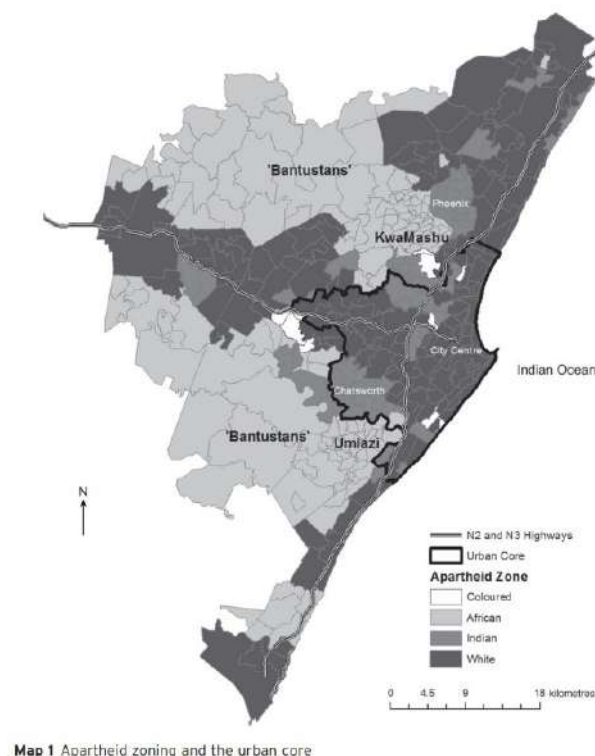 'Bantustans'
Phoenix
KwaMashu
City Centre
Indian Ocean
Chatsworth
'Bantustans'
Umlazi
N
N2 and N3 Highways
Urban Core
Apartheid Zone
Coloured
African
Indian
White
0 4.5 9 18 kilometres
Map 1 Apartheid zoning and the urban core